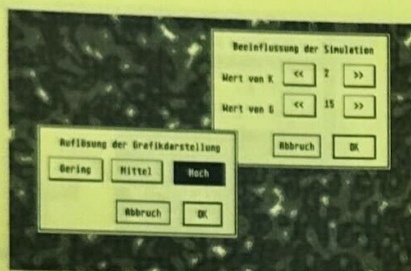 Beeinflussung der Simulation
Wert von K << 2 >>
Wert von G << 15 >>
Abbruch OK
Auflösung der Grafikdarstellung
Gering Mittel Hoch
Abbruch OK